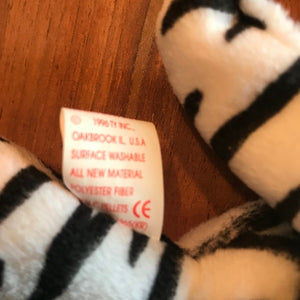 © 1996 TY INC.,
OAKBROOK IL, U.S.A
SURFACE WASHABLE
ALL NEW MATERIAL
POLYESTER FIBER
PELLETS CE